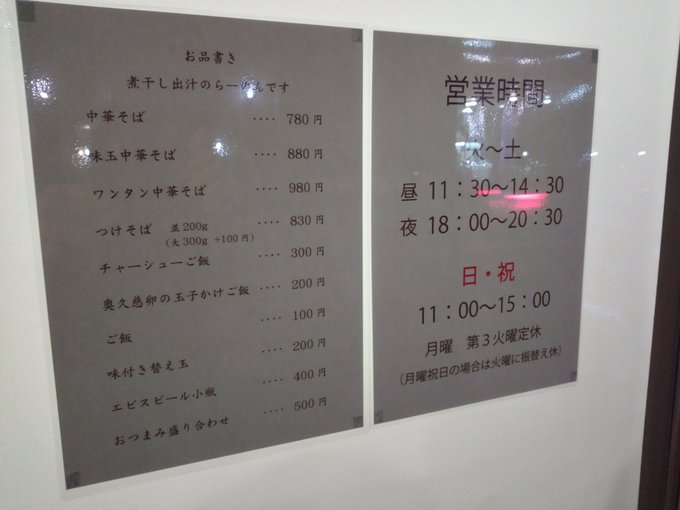 お品書き
煮干し出汁のらーめんです
中華そば ‥‥ 780円
味玉中華そば ‥‥ 880円
ワンタン中華そば ‥‥ 980円
つけそば 並200g ‥‥ 830円
(大300g +100円)
チャーシューご飯 ‥‥ 300円
奥久慈卵の玉子かけご飯 ‥‥ 200円
ご飯 ‥‥ 100円
味付き替え玉 ‥‥ 200円
エビスビール小瓶 ‥‥ 400円
おつまみ盛り合わせ ‥‥ 500円
営業時間
火〜土
昼 11:30〜14:30
夜 18:00〜20:30
日・祝
11:00〜15:00
月曜 第3火曜定休
(月曜祝日の場合は火曜に振替え休)